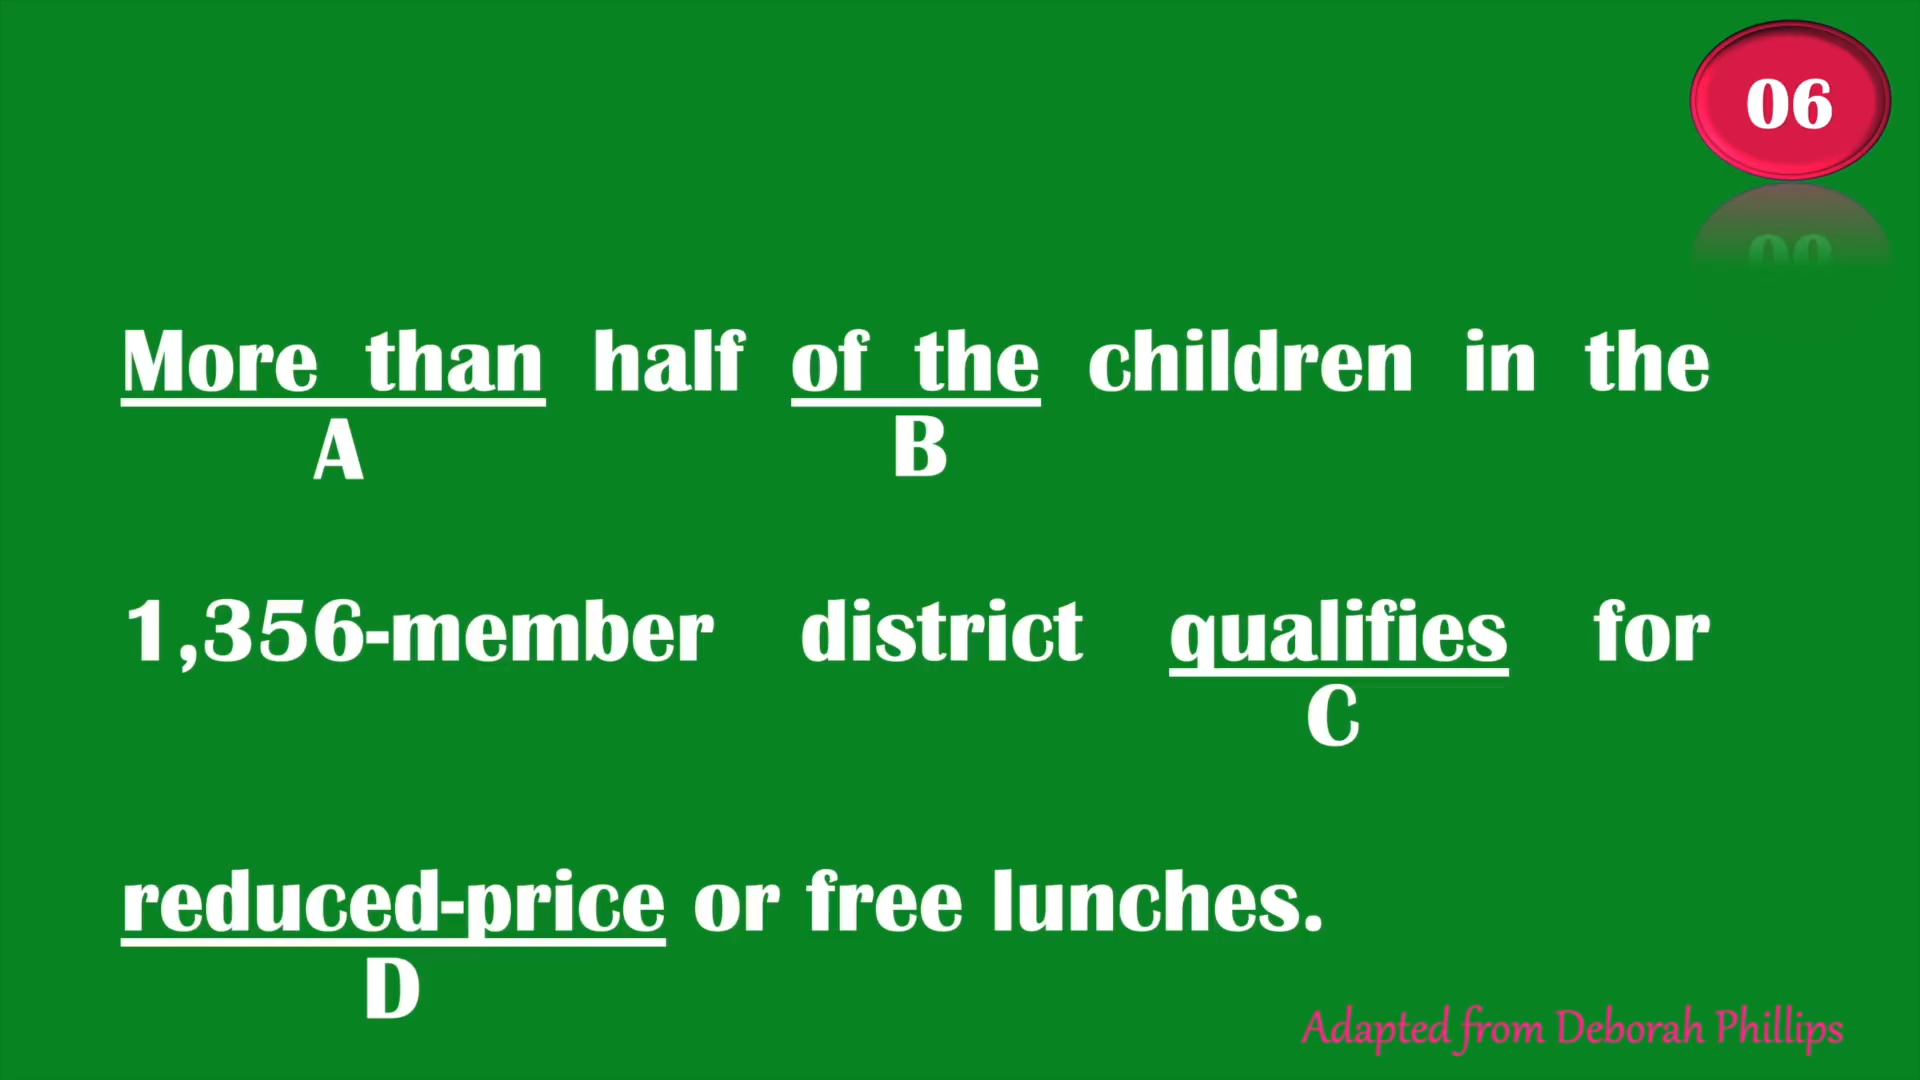 06
More than half of the children in the
A B
1,356-member district qualifies for
C
reduced-price or free lunches.
D
Adapted from Deborah Phillips